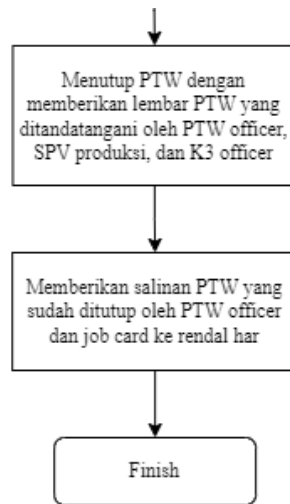 Menutup PTW dengan
memberikan lembar PTW yang
ditandatangani oleh PTW officer,
SPV produksi, dan K3 officer
Memberikan salinan PTW yang
sudah ditutup oleh PTW officer
dan job card ke rendal har
Finish